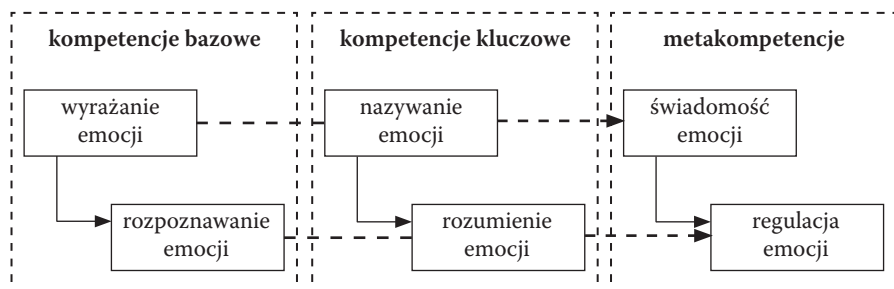 kompetencje bazowe
kompetencje kluczowe
metakompetencje
wyrażanie
emocji
nazywanie
emocji
świadomość
emocji
rozpoznawanie
emocji
rozumienie
emocji
regulacja
emocji